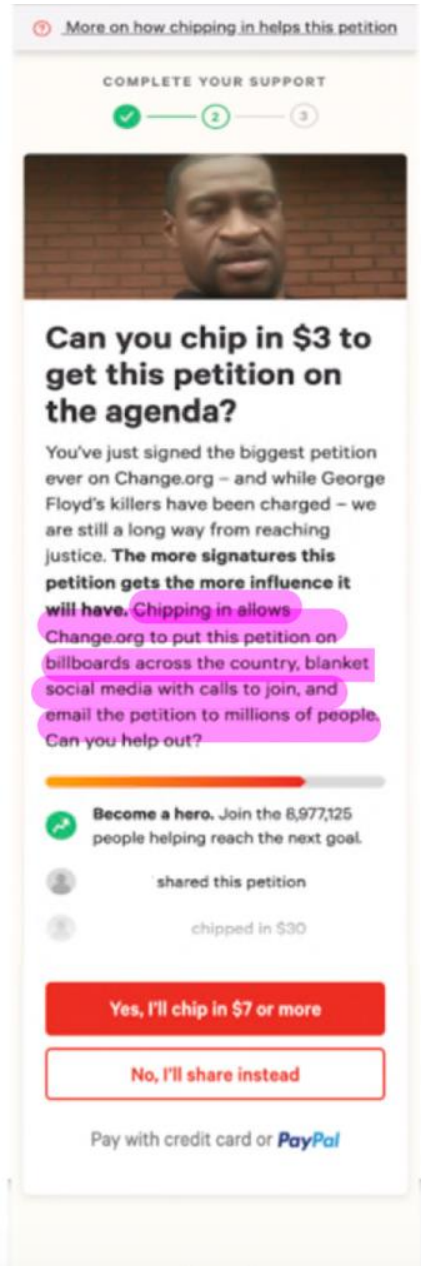 More on how chipping in helps this petition
COMPLETE YOUR SUPPORT
2
3
Can you chip in $3 to
get this petition on
the agenda?
You've just signed the biggest petition
ever on Change.org – and while George
Floyd's killers have been charged – we
are still a long way from reaching
justice. The more signatures this
petition gets the more influence it
will have. Chipping in allows
Change.org to put this petition on
billboards across the country, blanket
social media with calls to join, and
email the petition to millions of people.
Can you help out?
Become a hero. Join the 8,977,125
people helping reach the next goal.
shared this petition
chipped in $30
Yes, I'll chip in $7 or more
No, I'll share instead
Pay with credit card or PayPal